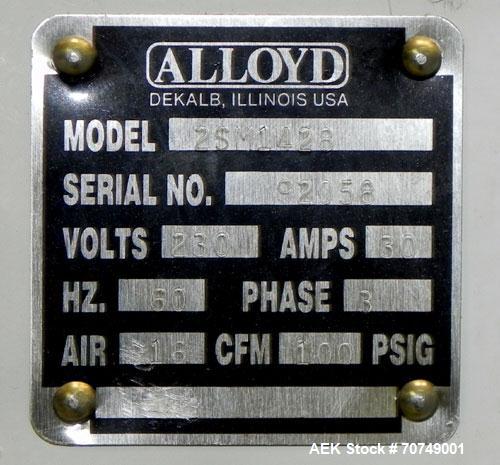 ALLOYD
DEKALB, ILLINOIS USA
MODEL 2SM1428
SERIAL NO. 92058
VOLTS 230 AMPS 30
HZ. 60 PHASE 3
AIR 18 CFM 100 PSIG
AEK Stock # 70749001